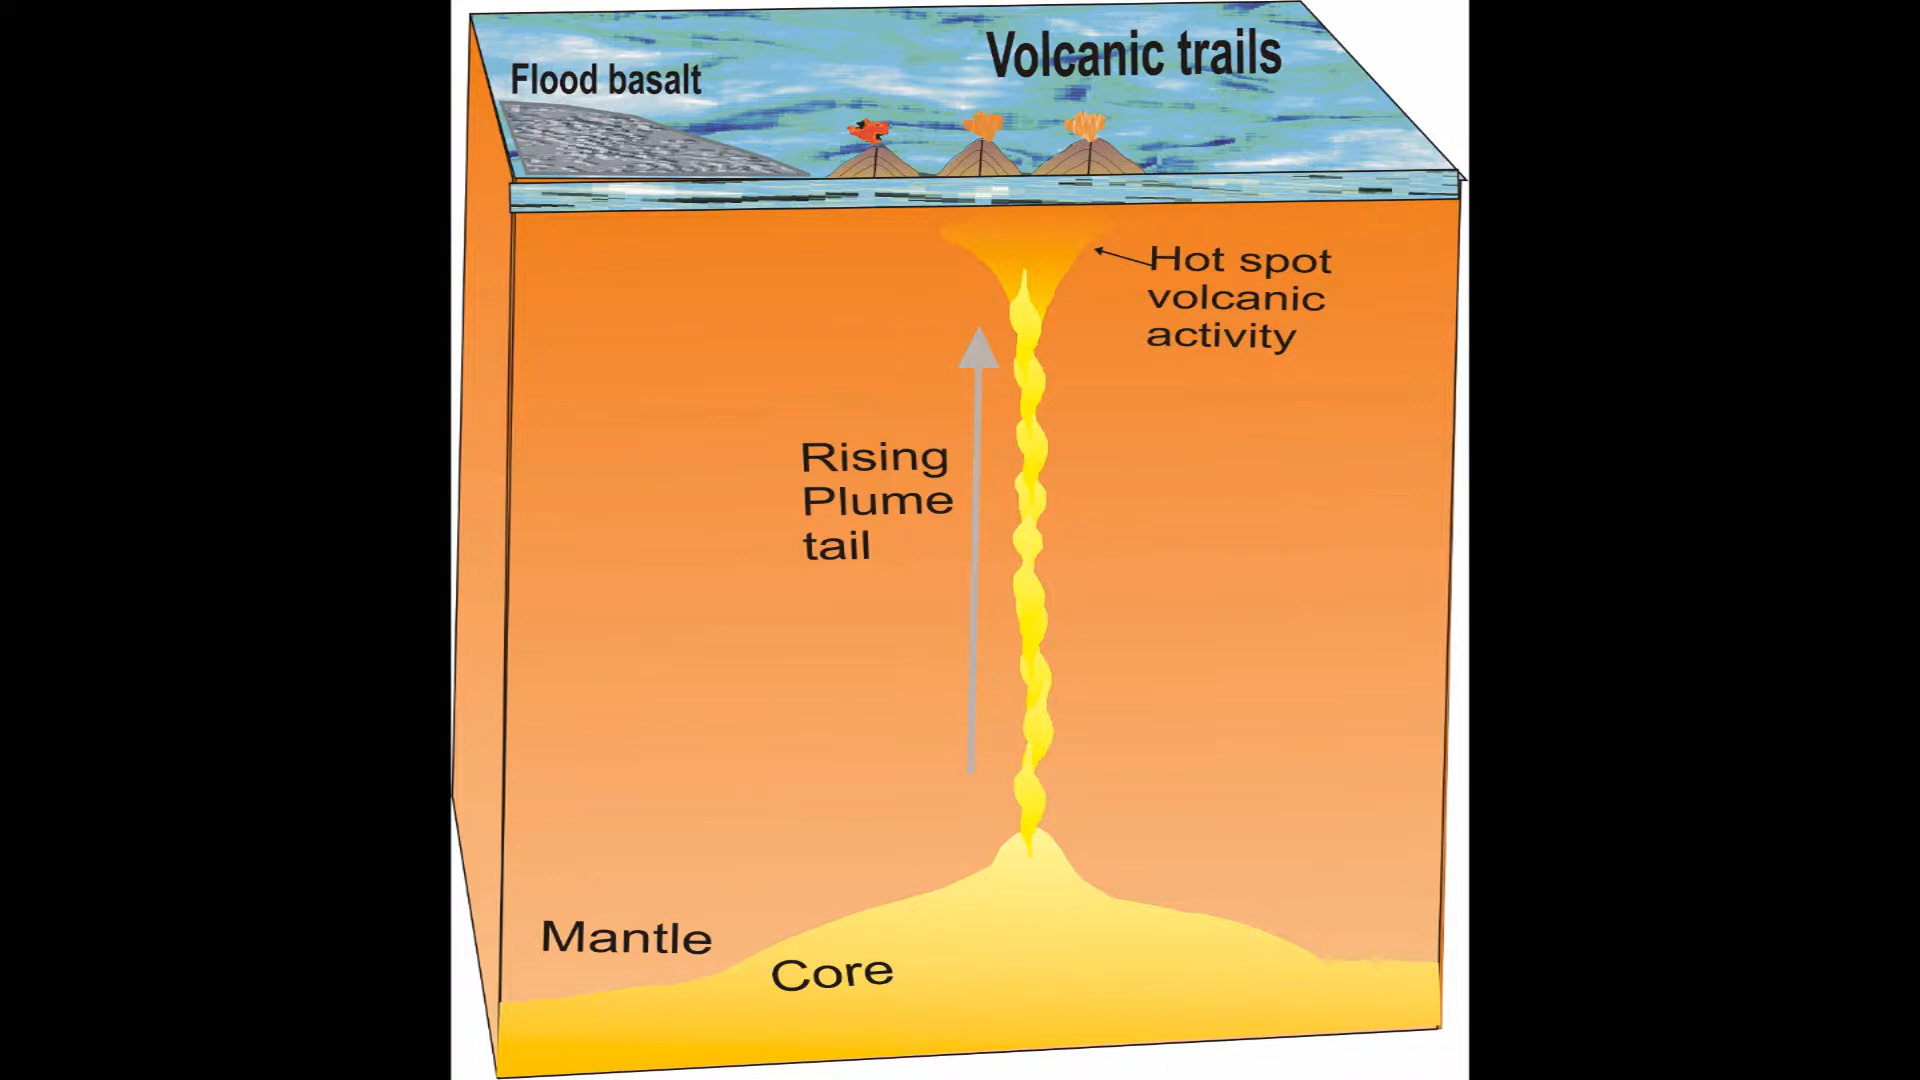 Volcanic trails
Flood basalt
Hot spot
volcanic
activity
Rising
Plume
tail
Mantle
Core